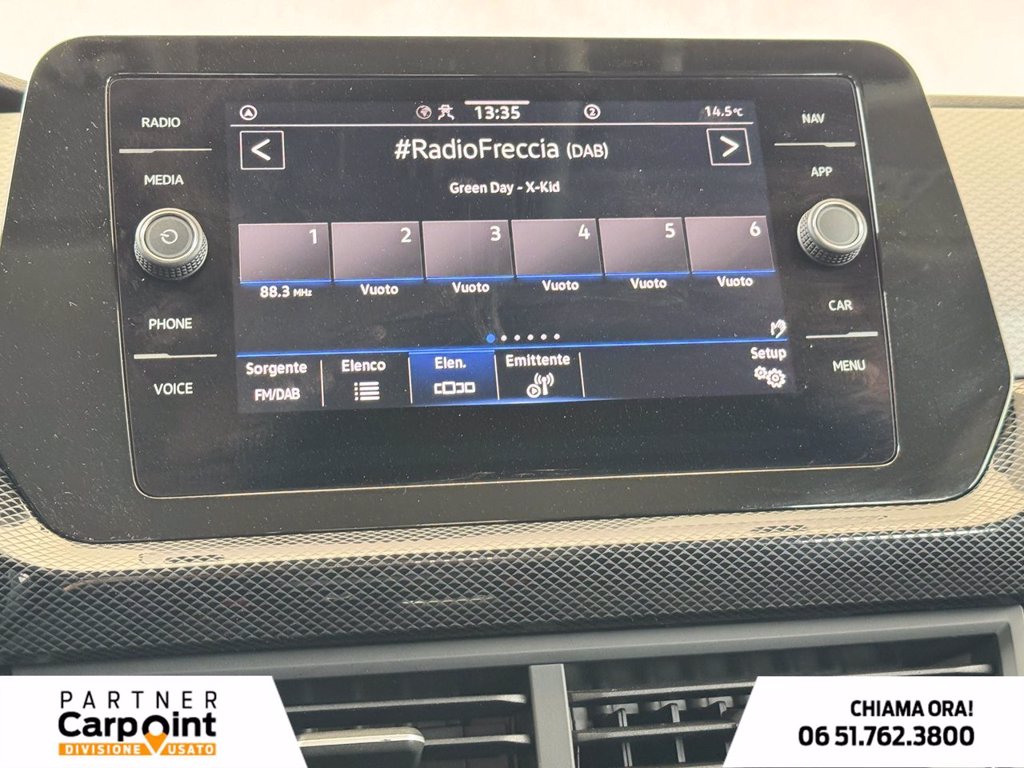 RADIO
MEDIA
PHONE
VOICE
13:35
2
14.5°C
<
#RadioFreccia (DAB)
>
Green Day - X-Kid
1 2 3 4 5 6
88.3 MHz Vuoto Vuoto Vuoto Vuoto Vuoto
Sorgente Elenco Elen. Emittente Setup
FM/DAB
NAV
APP
CAR
MENU
PARTNER
Carpoint
DIVISIONE USATO
CHIAMA ORA!
06 51.762.3800